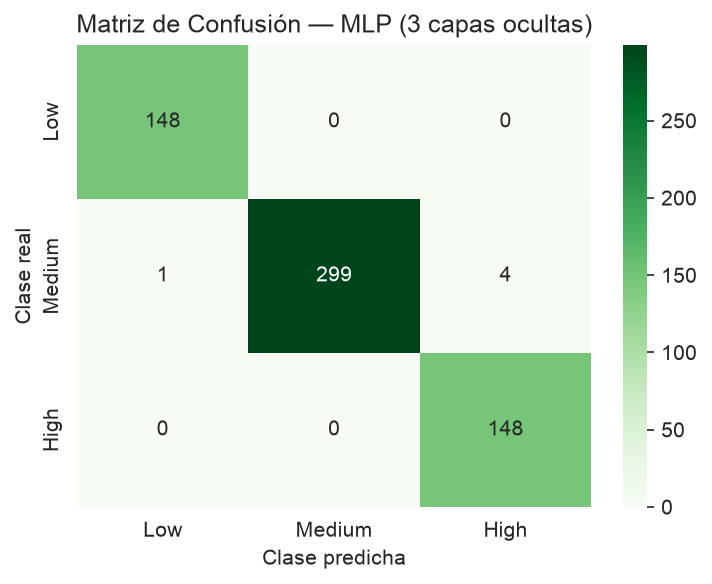 Matriz de Confusión — MLP (3 capas ocultas)
Clase real
Low
148
0
0
Medium
1
299
4
High
0
0
148
Low
Medium
High
Clase predicha
250
200
150
100
50
0